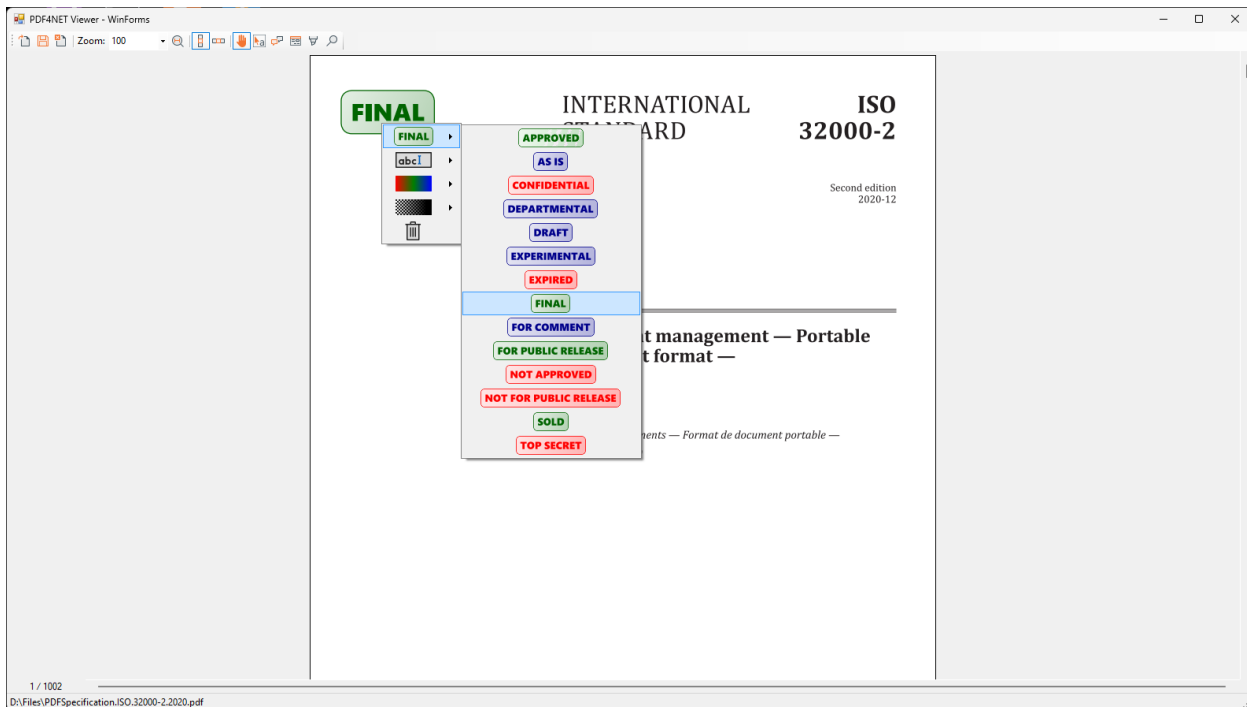 PDF4NET Viewer - WinForms
Zoom: 100
FINAL
INTERNATIONAL ISO
STANDARD 32000-2
Second edition
2020-12
FINAL
abcI
APPROVED
AS IS
CONFIDENTIAL
DEPARTMENTAL
DRAFT
EXPERIMENTAL
EXPIRED
FINAL
FOR COMMENT
FOR PUBLIC RELEASE
NOT APPROVED
NOT FOR PUBLIC RELEASE
SOLD
TOP SECRET
management — Portable
format —
— Format de document portable —
1 / 1002
D:\Files\PDFSpecification.ISO.32000-2.2020.pdf